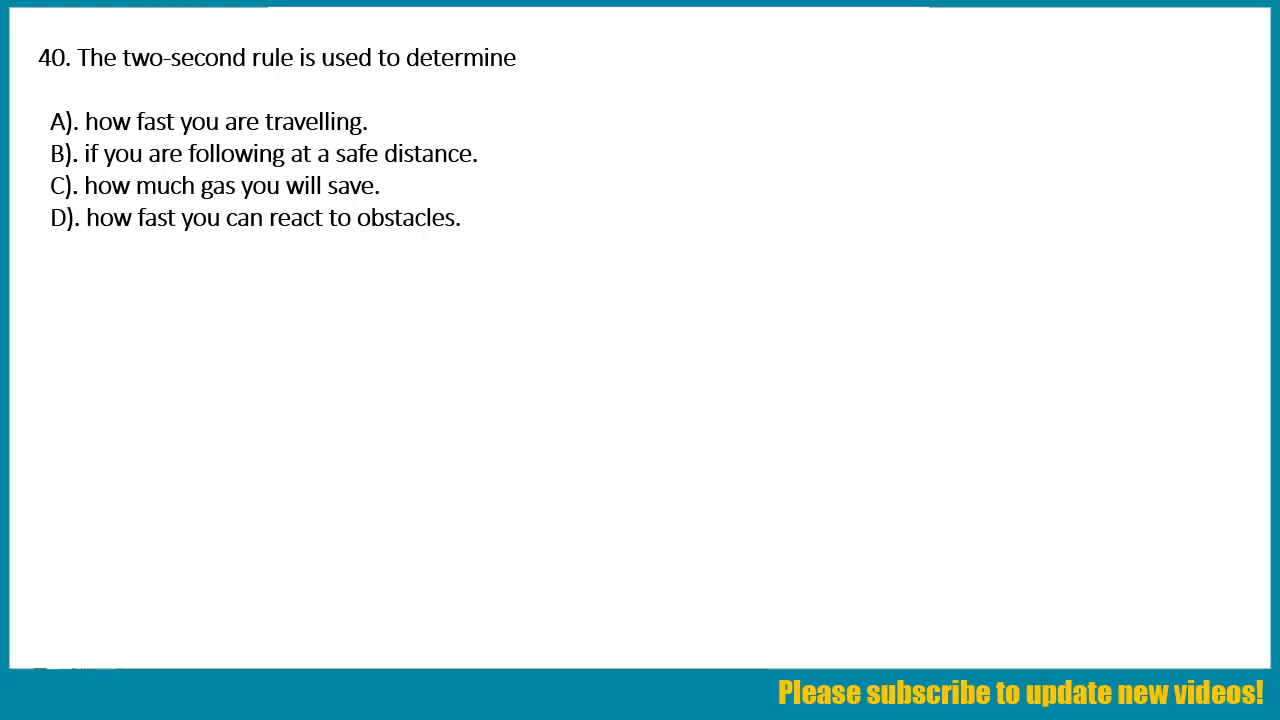 40. The two-second rule is used to determine
A). how fast you are travelling.
B). if you are following at a safe distance.
C). how much gas you will save.
D). how fast you can react to obstacles.
Please subscribe to update new videos!